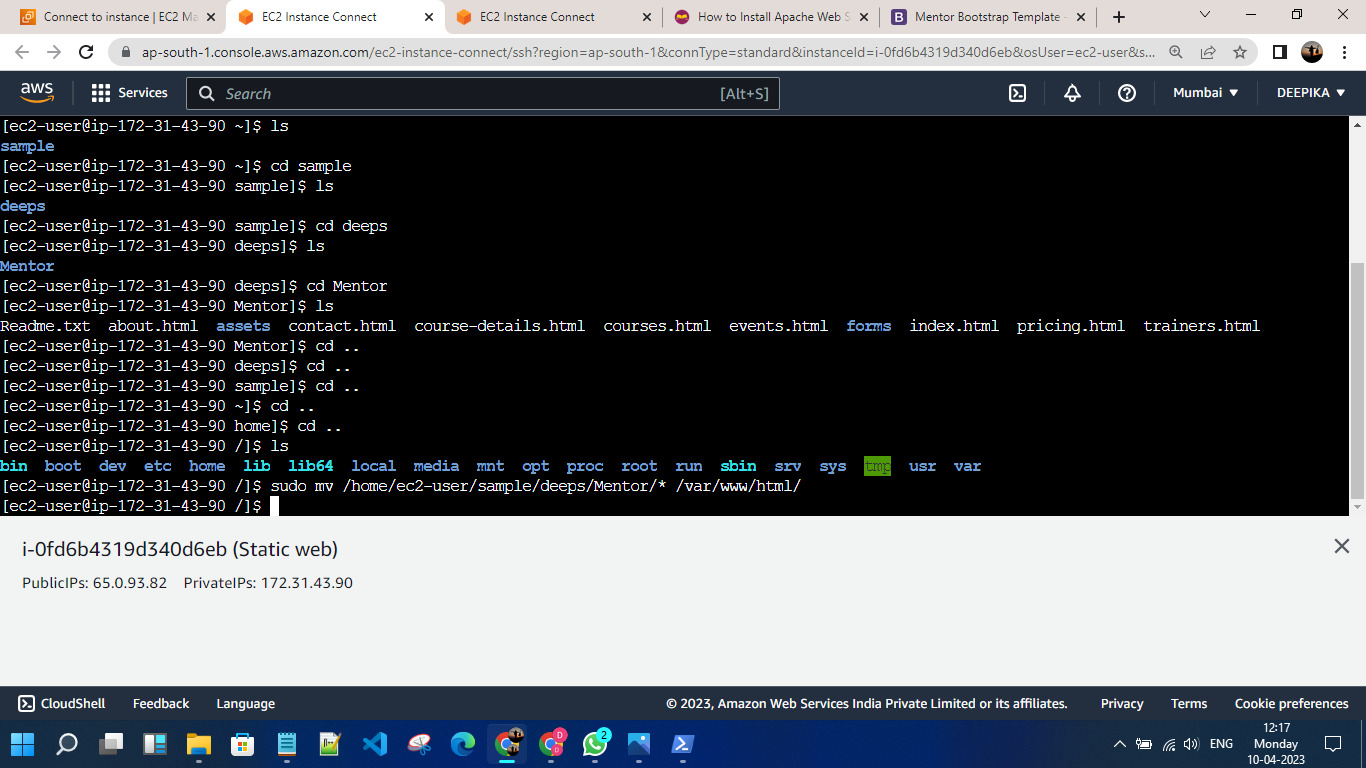 Connect to instance | EC2 Ma
EC2 Instance Connect
EC2 Instance Connect
How to Install Apache Web S
Mentor Bootstrap Template -
ap-south-1.console.aws.amazon.com/ec2-instance-connect/ssh?region=ap-south-1&connType=standard&instanceId=i-0fd6b4319d340d6eb&osUser=ec2-user&s...
aws Services Search [Alt+S] Mumbai ▼ DEEPIKA ▼
[ec2-user@ip-172-31-43-90 ~]$ ls
sample
[ec2-user@ip-172-31-43-90 ~]$ cd sample
[ec2-user@ip-172-31-43-90 sample]$ ls
deeps
[ec2-user@ip-172-31-43-90 sample]$ cd deeps
[ec2-user@ip-172-31-43-90 deeps]$ ls
Mentor
[ec2-user@ip-172-31-43-90 deeps]$ cd Mentor
[ec2-user@ip-172-31-43-90 Mentor]$ ls
Readme.txt about.html assets contact.html course-details.html courses.html events.html forms index.html pricing.html trainers.html
[ec2-user@ip-172-31-43-90 Mentor]$ cd ..
[ec2-user@ip-172-31-43-90 deeps]$ cd ..
[ec2-user@ip-172-31-43-90 sample]$ cd ..
[ec2-user@ip-172-31-43-90 ~]$ cd ..
[ec2-user@ip-172-31-43-90 home]$ cd ..
[ec2-user@ip-172-31-43-90 /]$ ls
bin boot dev etc home lib lib64 local media mnt opt proc root run sbin srv sys tmp usr var
[ec2-user@ip-172-31-43-90 /]$ sudo mv /home/ec2-user/sample/deeps/Mentor/* /var/www/html/
[ec2-user@ip-172-31-43-90 /]$
i-0fd6b4319d340d6eb (Static web)
PublicIPs: 65.0.93.82 PrivateIPs: 172.31.43.90
CloudShell Feedback Language © 2023, Amazon Web Services India Private Limited or its affiliates. Privacy Terms Cookie preferences
D
D
2
ENG
12:17
Monday
10-04-2023